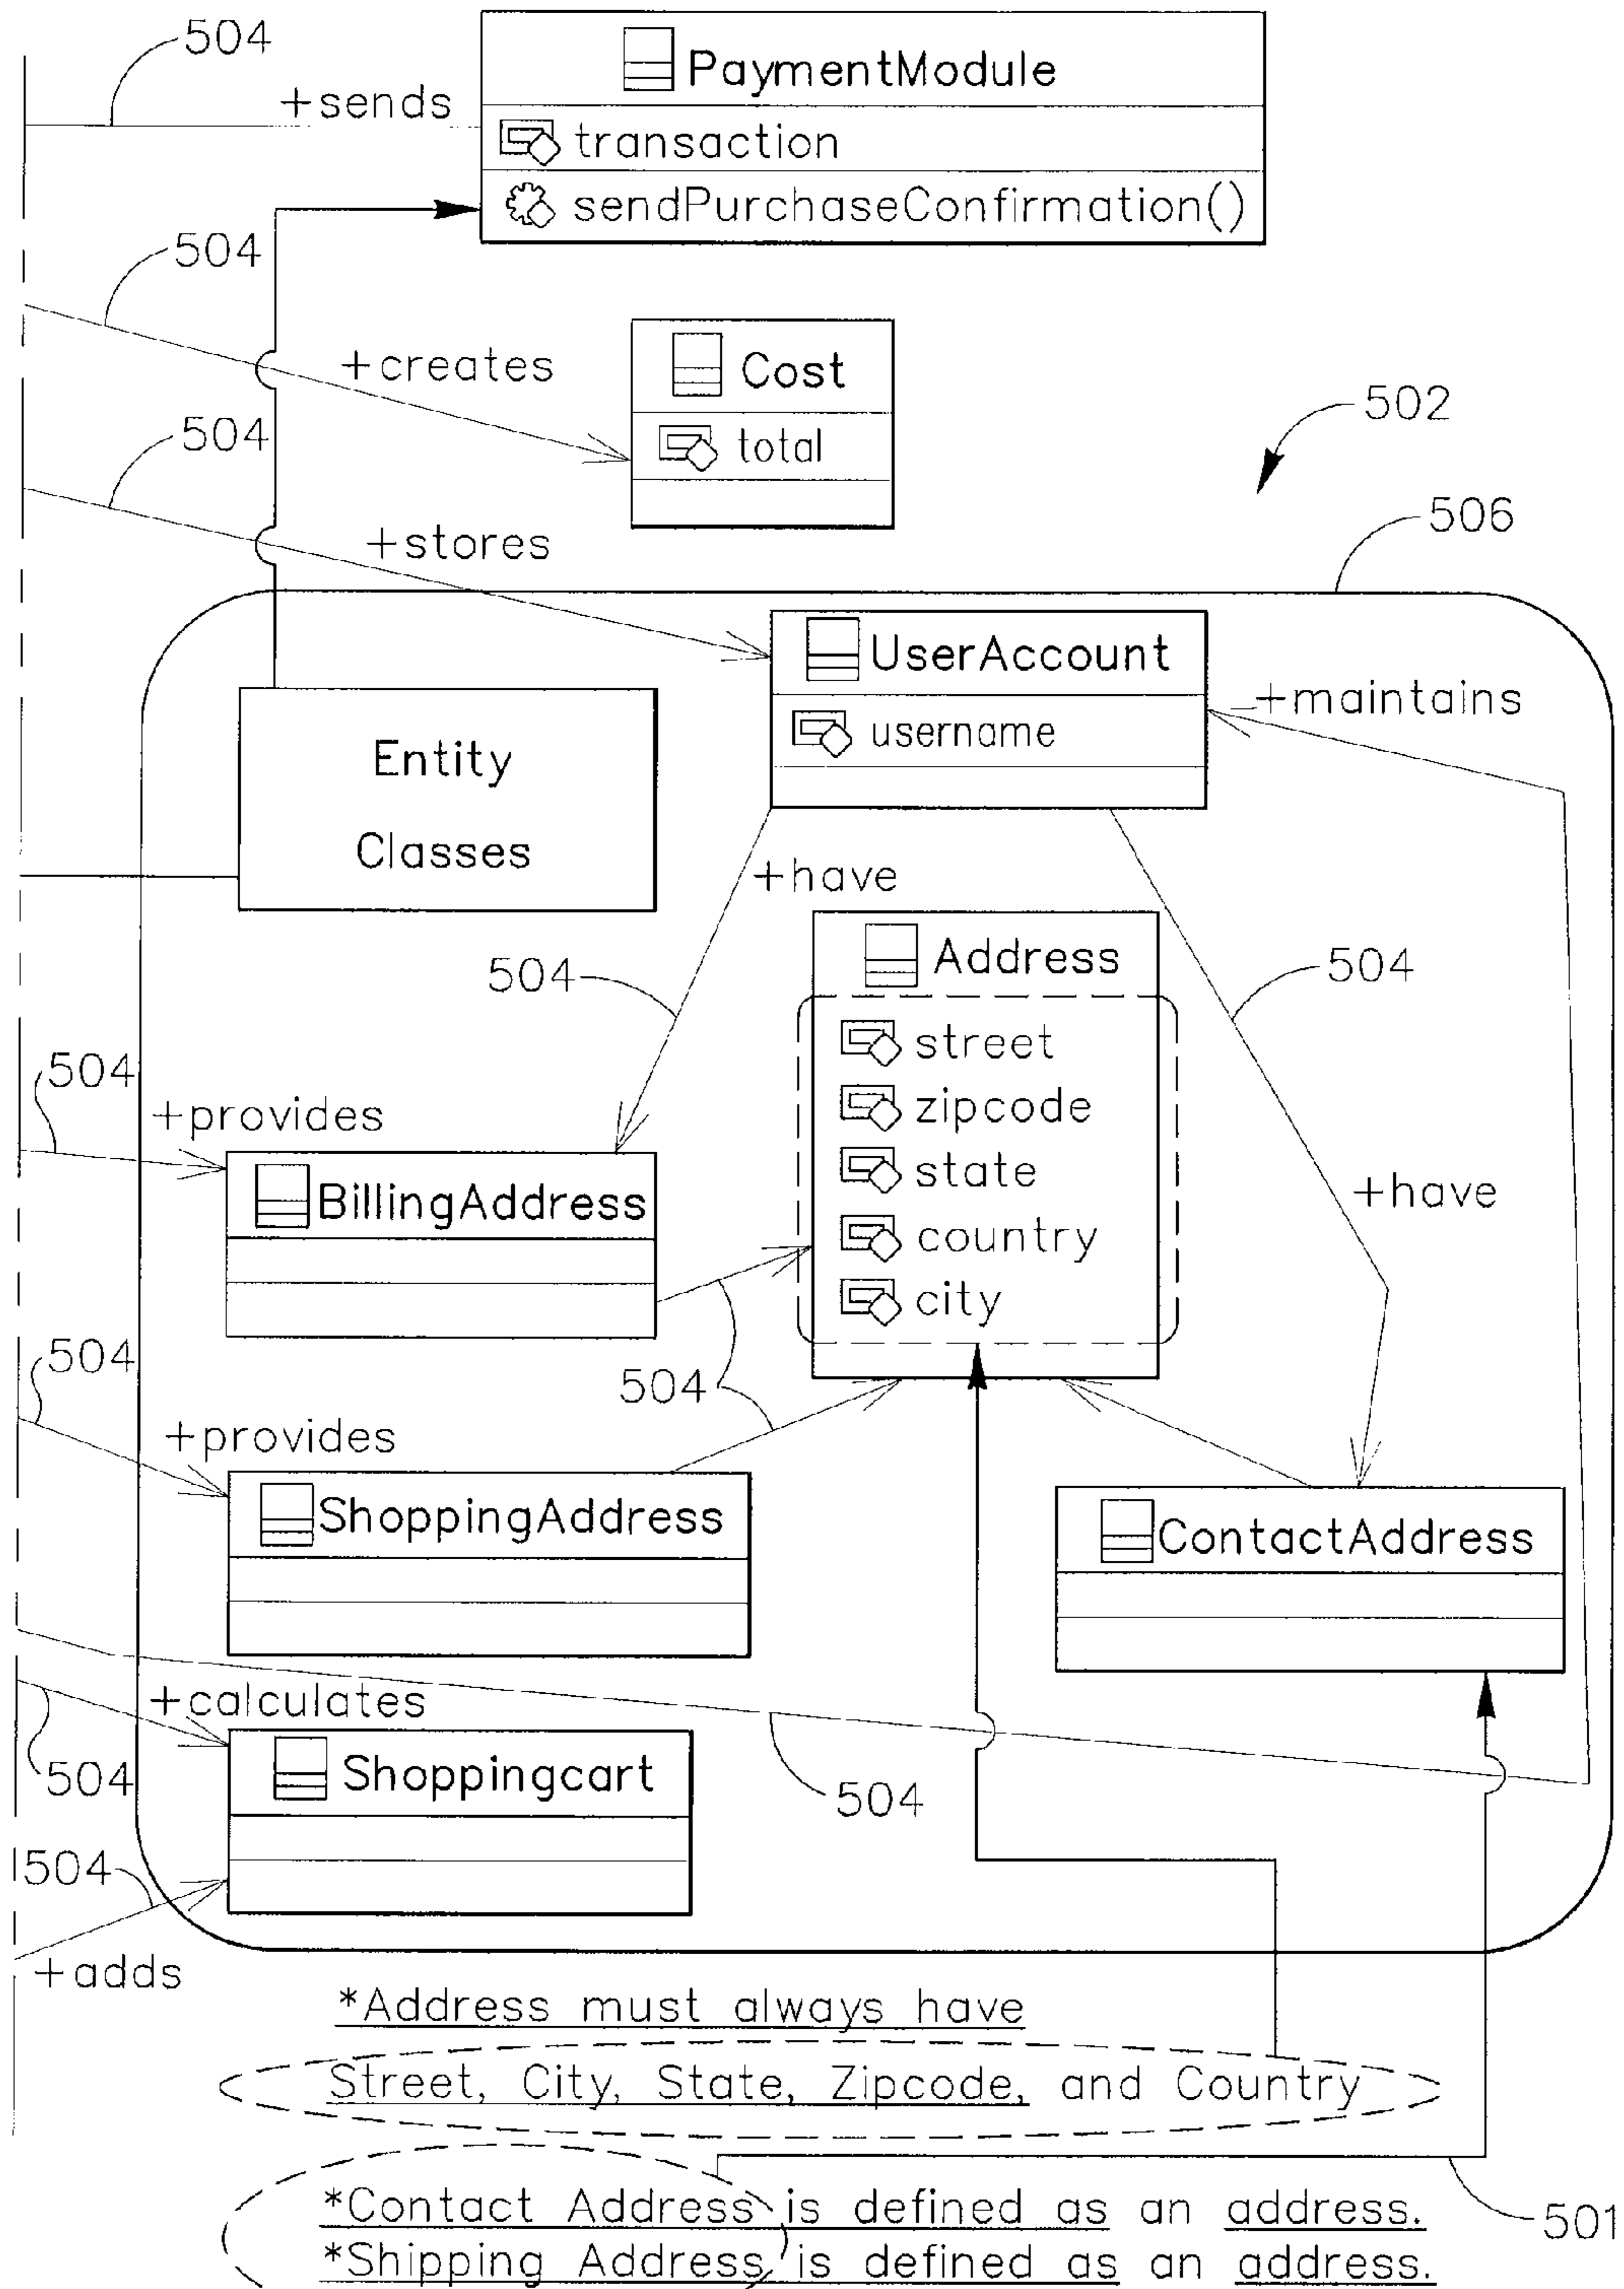 504
PaymentModule
+sends
transaction
sendPurchaseConfirmation()
504
+creates
Cost
total
502
504
506
+stores
UserAccount
+maintains
username
Entity
Classes
+have
Address
504
504
street
504
zipcode
+provides
state
BillingAddress
+have
country
city
504
504
+provides
ShoppingAddress
ContactAddress
+calculates
504
Shoppingcart
504
504
+adds
*Address must always have
Street, City, State, Zipcode, and Country
*Contact Address is defined as an address.
501
*Shipping Address is defined as an address.